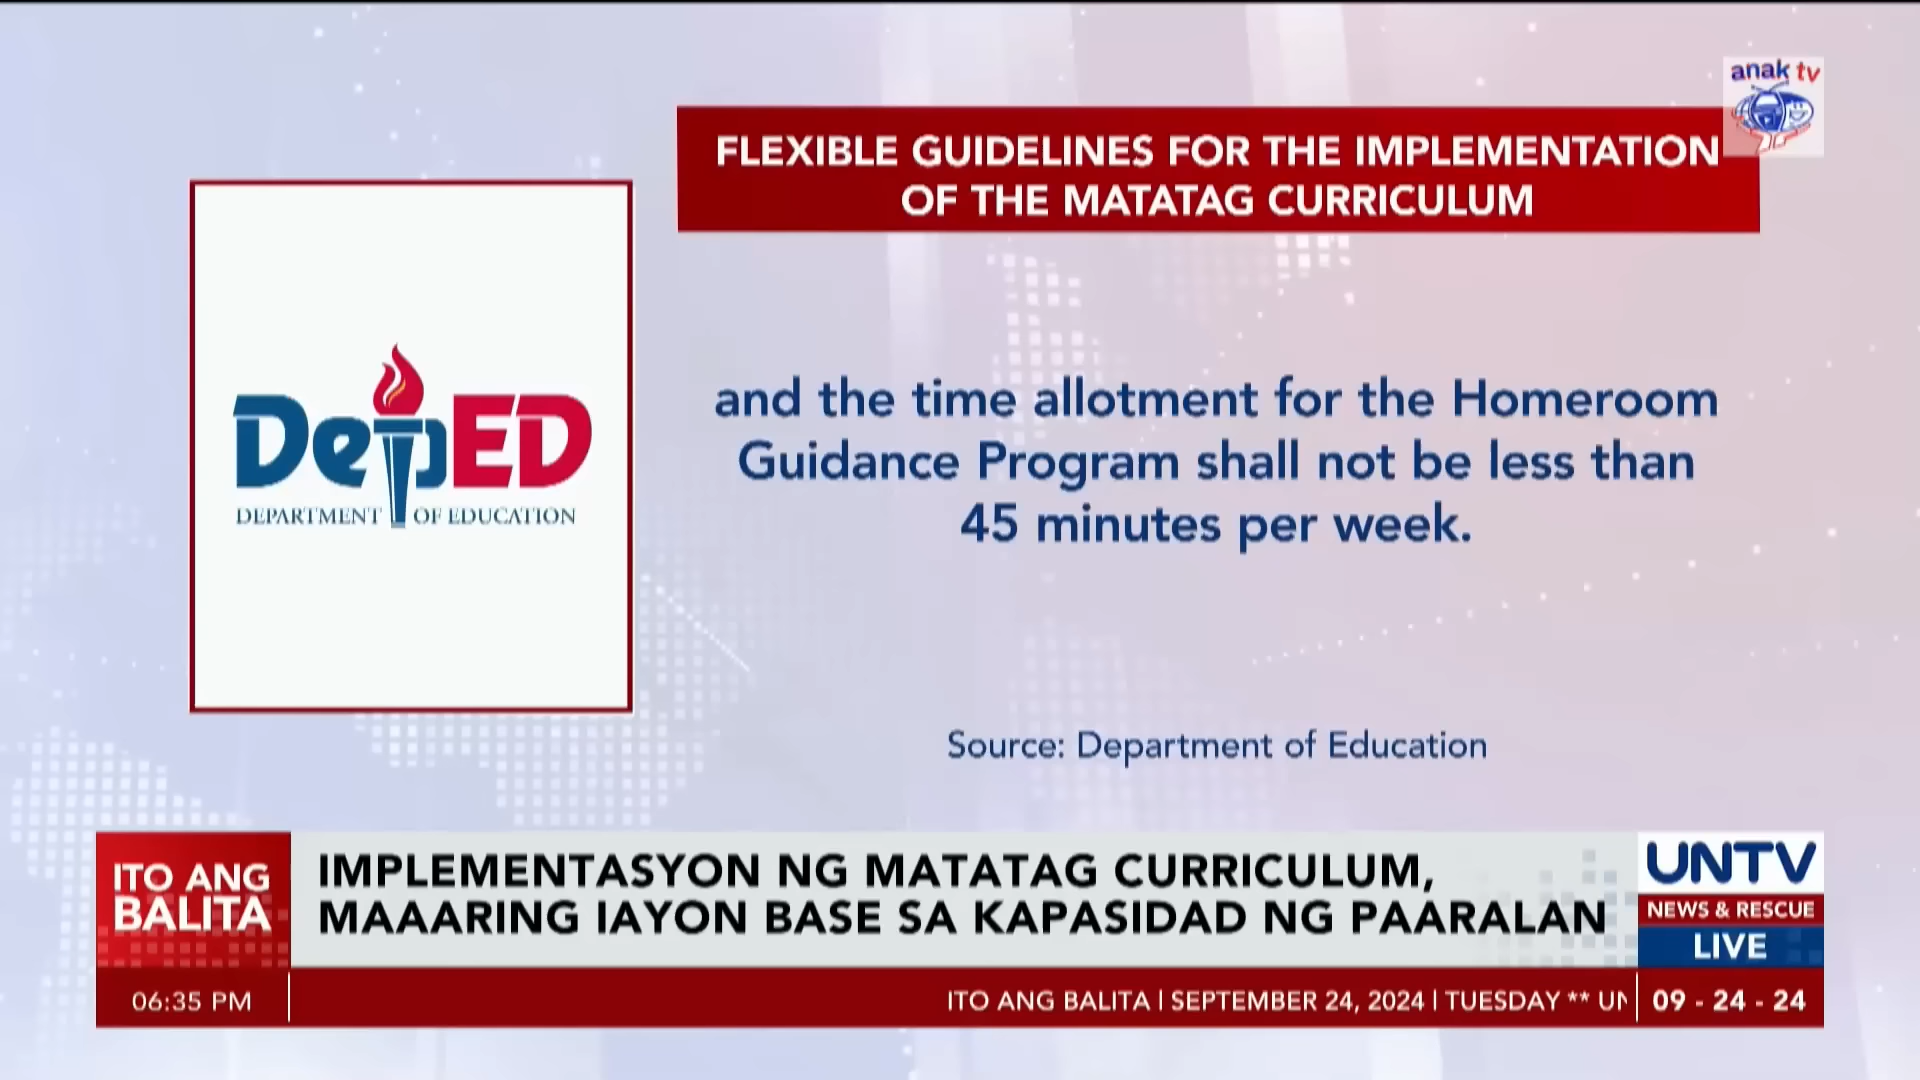 anak tv
FLEXIBLE GUIDELINES FOR THE IMPLEMENTATION
OF THE MATATAG CURRICULUM
DepED
DEPARTMENT OF EDUCATION
and the time allotment for the Homeroom
Guidance Program shall not be less than
45 minutes per week.
Source: Department of Education
ITO ANG
BALITA
IMPLEMENTASYON NG MATATAG CURRICULUM,
MAAARING IAYON BASE SA KAPASIDAD NG PAARALAN
UNTV
NEWS & RESCUE
LIVE
06:35 PM
ITO ANG BALITA | SEPTEMBER 24, 2024 | TUESDAY ** UN
09 - 24 - 24